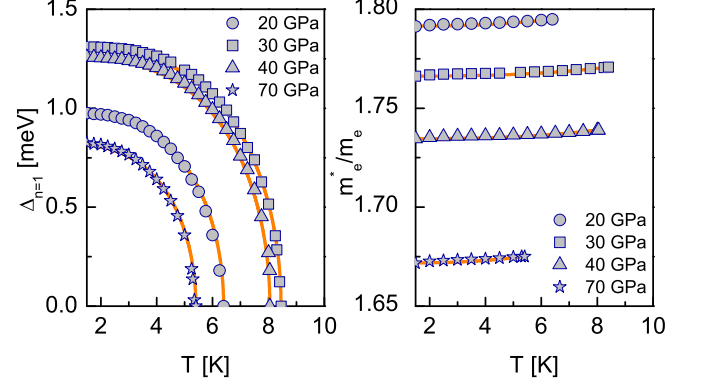 1.5
1.0
0.5
0.0
Δn=1 [meV]
20 GPa
30 GPa
40 GPa
70 GPa
2 4 6 8 10
T [K]
1.80
1.75
1.70
1.65
m*e/me
20 GPa
30 GPa
40 GPa
70 GPa
2 4 6 8 10
T [K]